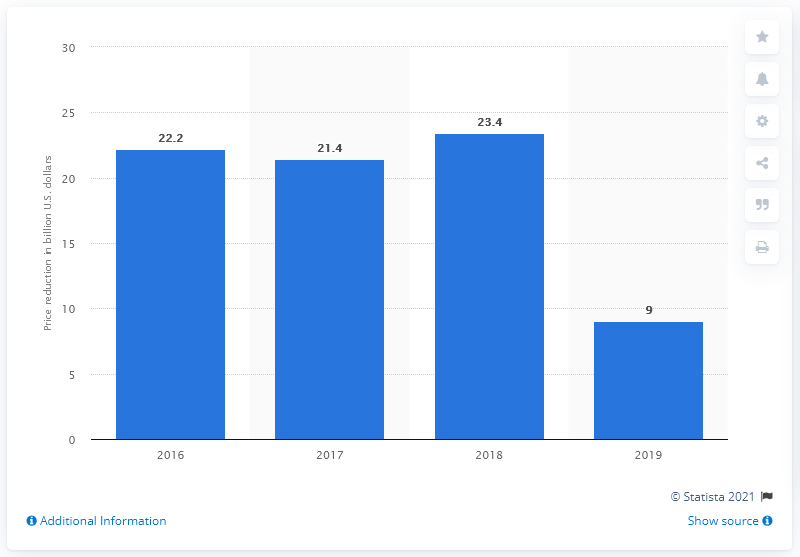 Price reduction in billion U.S. dollars
30
25
20
15
10
5
0
22.2
21.4
23.4
9
2016 2017 2018 2019
© Statista 2021
Additional Information Show source